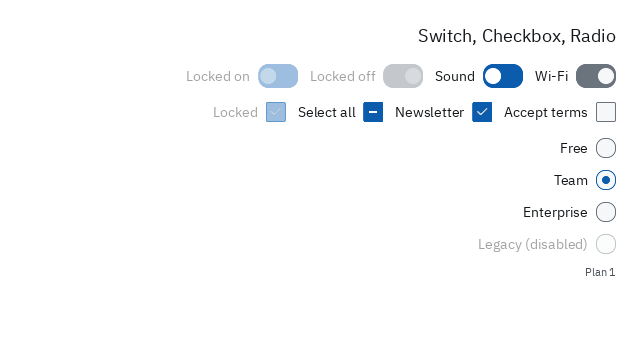 Switch, Checkbox, Radio
Locked on Locked off Sound Wi-Fi
Locked Select all Newsletter Accept terms
Free
Team
Enterprise
Legacy (disabled)
Plan 1